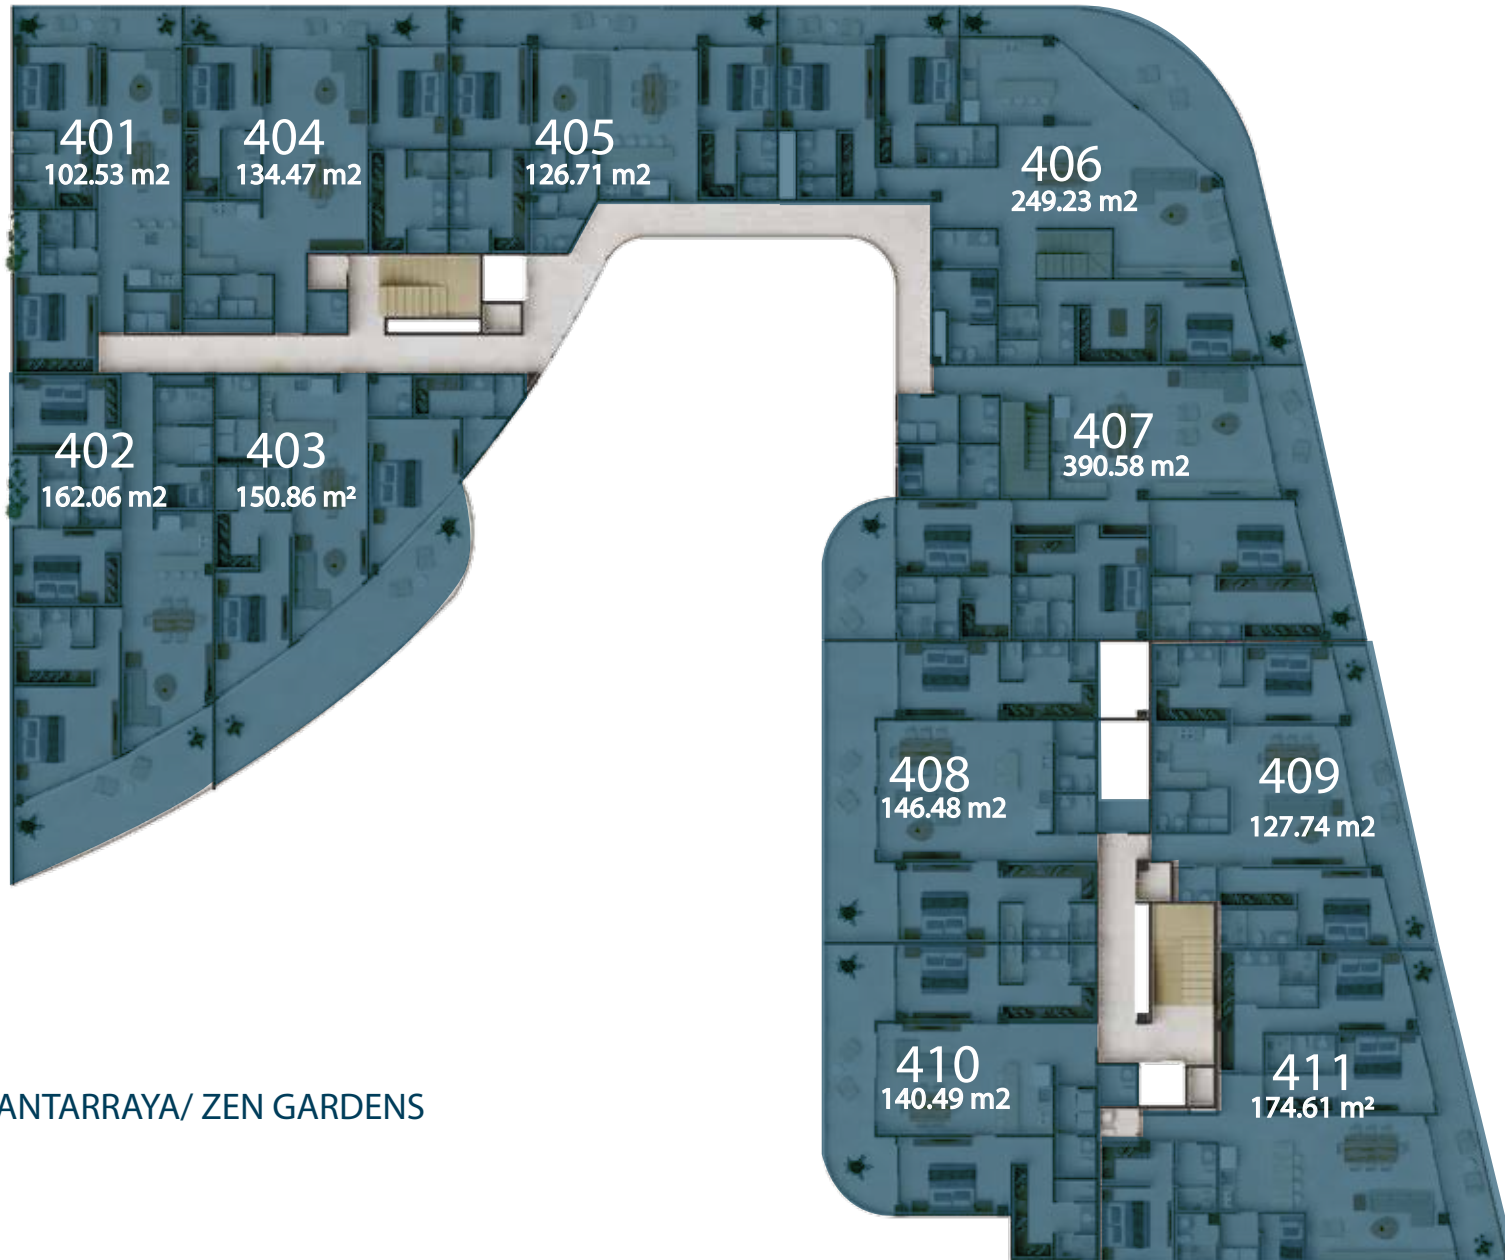 401
102.53 m2
404
134.47 m2
405
126.71 m2
406
249.23 m2
402
162.06 m2
403
150.86 m²
407
390.58 m2
408
146.48 m2
409
127.74 m2
410
140.49 m2
411
174.61 m²
ANTARRAYA/ ZEN GARDENS